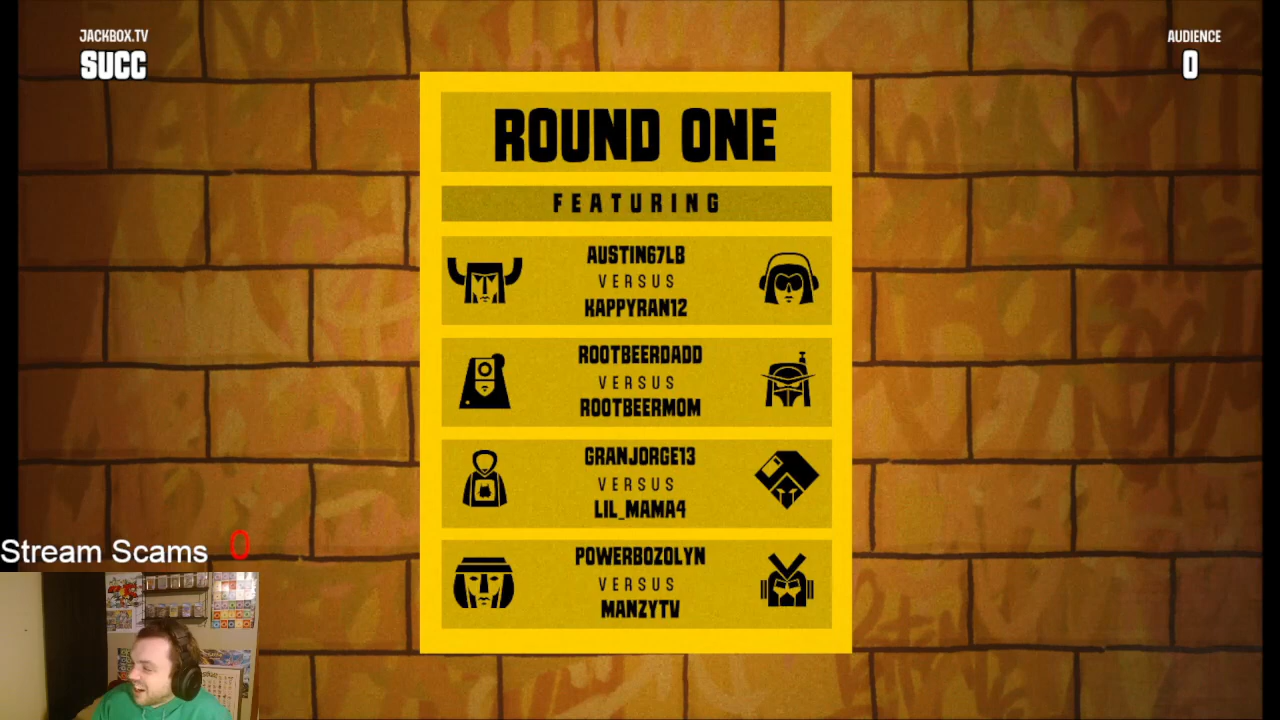 JACKBOX.TV
SUCC
AUDIENCE
0
ROUND ONE
FEATURING
AUSTIN67LB
VERSUS
KAPPYRAN12
ROOTBEERDADD
VERSUS
ROOTBEERMOM
GRANJORGE13
VERSUS
LIL_MAMA4
POWERBOZOLYN
VERSUS
MANZYTV
Stream Scams 0